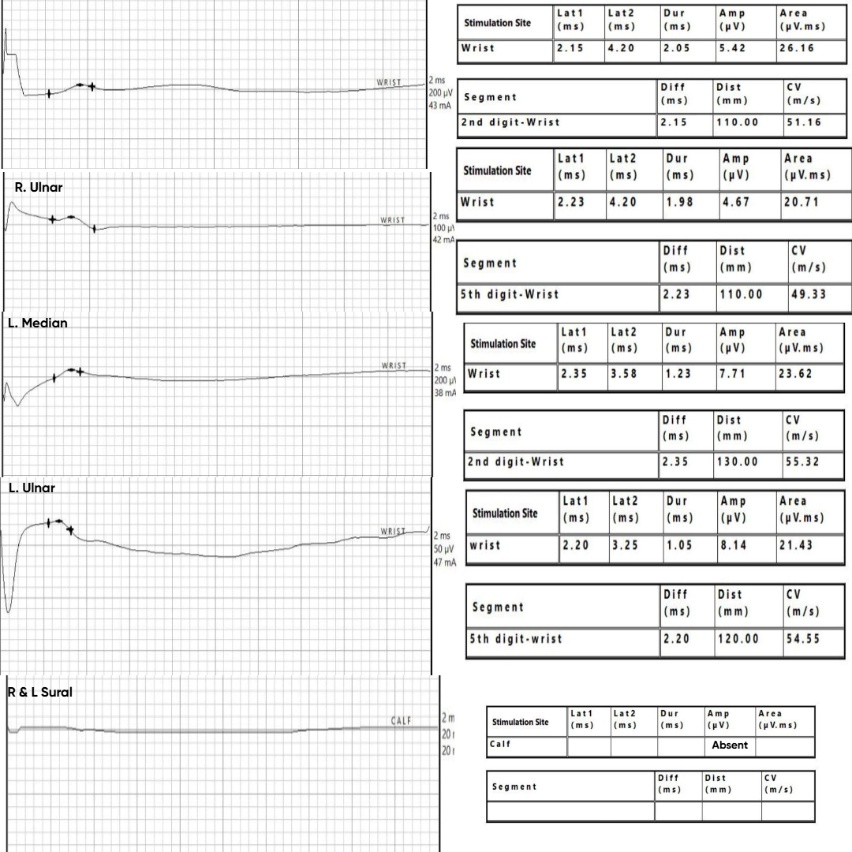 WRIST
2 ms
200 µV
43 mA
Stimulation Site Lat1 (ms) Lat2 (ms) Dur (ms) Amp (µV) Area (µV.ms)
Wrist 2.15 4.20 2.05 5.42 26.16
Segment Diff (ms) Dist (mm) CV (m/s)
2nd digit-Wrist 2.15 110.00 51.16
R. Ulnar
WRIST
2 ms
100 µV
42 mA
Stimulation Site Lat1 (ms) Lat2 (ms) Dur (ms) Amp (µV) Area (µV.ms)
Wrist 2.23 4.20 1.98 4.67 20.71
Segment Diff (ms) Dist (mm) CV (m/s)
5th digit-Wrist 2.23 110.00 49.33
L. Median
WRIST
2 ms
200 µV
38 mA
Stimulation Site Lat1 (ms) Lat2 (ms) Dur (ms) Amp (µV) Area (µV.ms)
Wrist 2.35 3.58 1.23 7.71 23.62
Segment Diff (ms) Dist (mm) CV (m/s)
2nd digit-Wrist 2.35 130.00 55.32
L. Ulnar
WRIST
2 ms
50 µV
47 mA
Stimulation Site Lat1 (ms) Lat2 (ms) Dur (ms) Amp (µV) Area (µV.ms)
wrist 2.20 3.25 1.05 8.14 21.43
Segment Diff (ms) Dist (mm) CV (m/s)
5th digit-wrist 2.20 120.00 54.55
R & L Sural
CALF
2 m
20
20
Stimulation Site Lat1 (ms) Lat2 (ms) Dur (ms) Amp (µV) Area (µV.ms)
Calf Absent
Segment Diff (ms) Dist (mm) CV (m/s)